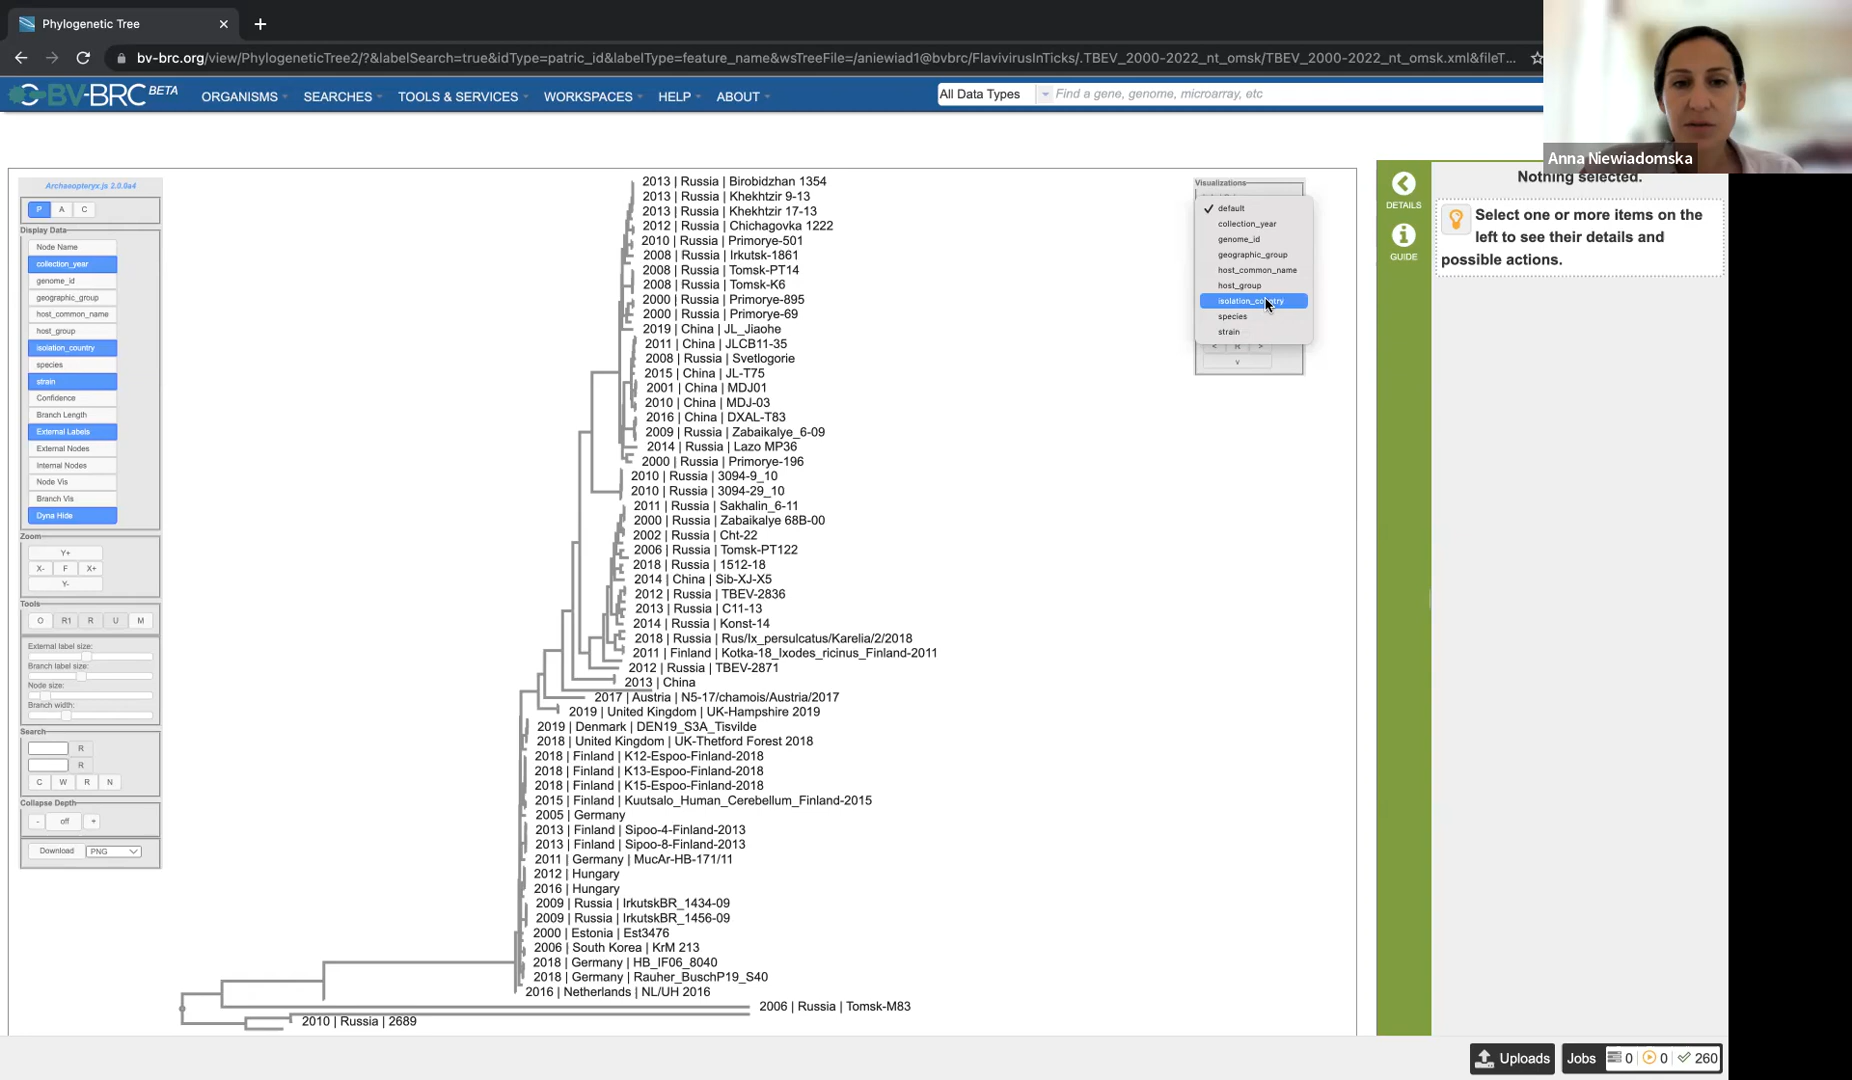 Phylogenetic Tree
bv-brc.org/view/PhylogeneticTree2/?&labelSearch=true&idType=patric_id&labelType=feature_name&wsTreeFile=/aniewiad1@bvbrc/FlavivirusInTicks/.TBEV_2000-2022_nt_omsk/TBEV_2000-2022_nt_omsk.xml&fileT...
BV-BRC BETA
ORGANISMS
SEARCHES
TOOLS & SERVICES
WORKSPACES
HELP
ABOUT
All Data Types
Find a gene, genome, microarray, etc
Anna Niewiadomska
Archaeopteryx.js 2.0.0a4
P A C
Display Data
Node Name
collection_year
genome_id
geographic_group
host_common_name
host_group
isolation_country
species
strain
Confidence
Branch Length
External Labels
External Nodes
Internal Nodes
Node Vis
Branch Vis
Dyna Hide
Zoom
Y+
X- F X+
Y-
Tools
O R1 R U M
External label size:
Branch label size:
Node size:
Branch width:
Search
R
R
C W R N
Collapse Depth
- off +
Download PNG
2013 | Russia | Birobidzhan 1354
2013 | Russia | Khekhtzir 9-13
2013 | Russia | Khekhtzir 17-13
2012 | Russia | Chichagovka 1222
2010 | Russia | Primorye-501
2008 | Russia | Irkutsk-1861
2008 | Russia | Tomsk-PT14
2008 | Russia | Tomsk-K6
2000 | Russia | Primorye-895
2000 | Russia | Primorye-69
2019 | China | JL_Jiaohe
2011 | China | JLCB11-35
2008 | Russia | Svetlogorie
2015 | China | JL-T75
2001 | China | MDJ01
2010 | China | MDJ-03
2016 | China | DXAL-T83
2009 | Russia | Zabaikalye_6-09
2014 | Russia | Lazo MP36
2000 | Russia | Primorye-196
2010 | Russia | 3094-9_10
2010 | Russia | 3094-29_10
2011 | Russia | Sakhalin_6-11
2000 | Russia | Zabaikalye 68B-00
2002 | Russia | Cht-22
2006 | Russia | Tomsk-PT122
2018 | Russia | 1512-18
2014 | China | Sib-XJ-X5
2012 | Russia | TBEV-2836
2013 | Russia | C11-13
2014 | Russia | Konst-14
2018 | Russia | Rus/Ix_persulcatus/Karelia/2/2018
2011 | Finland | Kotka-18_Ixodes_ricinus_Finland-2011
2012 | Russia | TBEV-2871
2013 | China
2017 | Austria | N5-17/chamois/Austria/2017
2019 | United Kingdom | UK-Hampshire 2019
2019 | Denmark | DEN19_S3A_Tisvilde
2018 | United Kingdom | UK-Thetford Forest 2018
2018 | Finland | K12-Espoo-Finland-2018
2018 | Finland | K13-Espoo-Finland-2018
2018 | Finland | K15-Espoo-Finland-2018
2015 | Finland | Kuutsalo_Human_Cerebellum_Finland-2015
2005 | Germany
2013 | Finland | Sipoo-4-Finland-2013
2013 | Finland | Sipoo-8-Finland-2013
2011 | Germany | MucAr-HB-171/11
2012 | Hungary
2016 | Hungary
2009 | Russia | IrkutskBR_1434-09
2009 | Russia | IrkutskBR_1456-09
2000 | Estonia | Est3476
2006 | South Korea | KrM 213
2018 | Germany | HB_IF06_8040
2018 | Germany | Rauher_BuschP19_S40
2016 | Netherlands | NL/UH 2016
2006 | Russia | Tomsk-M83
2010 | Russia | 2689
Visualizations
default
collection_year
genome_id
geographic_group
host_common_name
host_group
isolation_country
species
strain
< R >
v
DETAILS
GUIDE
Nothing selected.
Select one or more items on the
left to see their details and
possible actions.
Uploads
Jobs 0 0 260